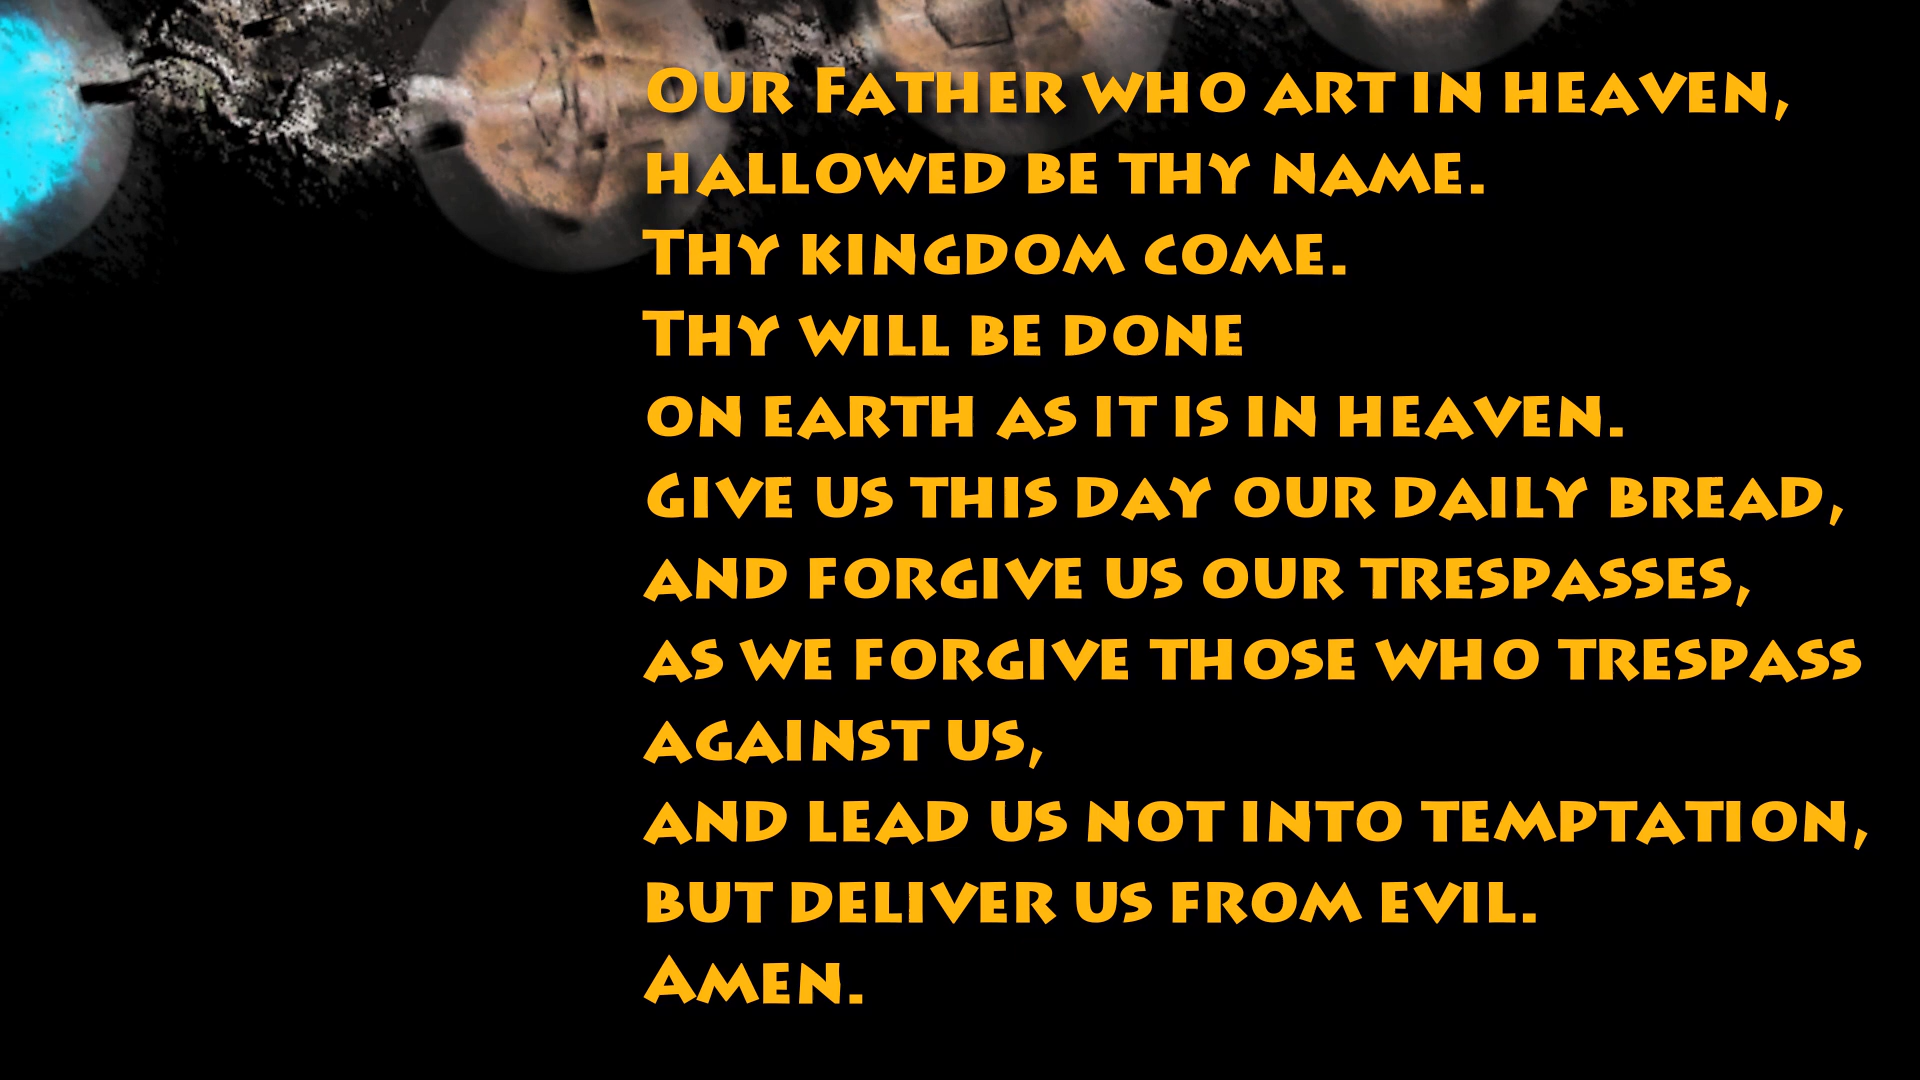 Our Father who art in heaven,
hallowed be thy name.
Thy kingdom come.
Thy will be done
on earth as it is in heaven.
Give us this day our daily bread,
and forgive us our trespasses,
as we forgive those who trespass
against us,
and lead us not into temptation,
but deliver us from evil.
Amen.